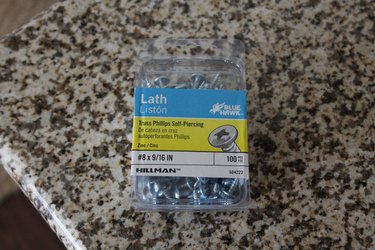 Lath
Listón
BLUE HAWK
Truss Phillips Self-Piercing
De cabeza en cruz
autoperforantes Phillips
Zinc / Cinc
#8 x 9/16 IN
100
HILLMAN